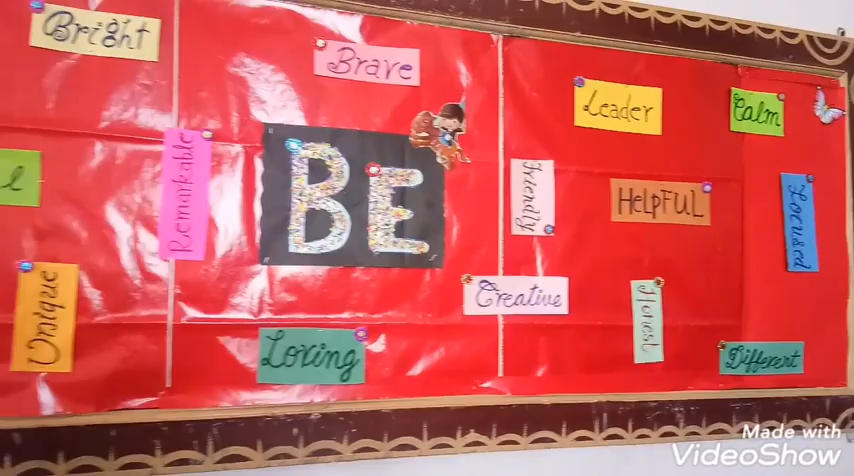 Bright
Brave
Leader
Calm
Remarkable
BE
Friendly
HELPFUL
Focused
Unique
Creative
Honest
Loving
Different
Made with
VideoShow